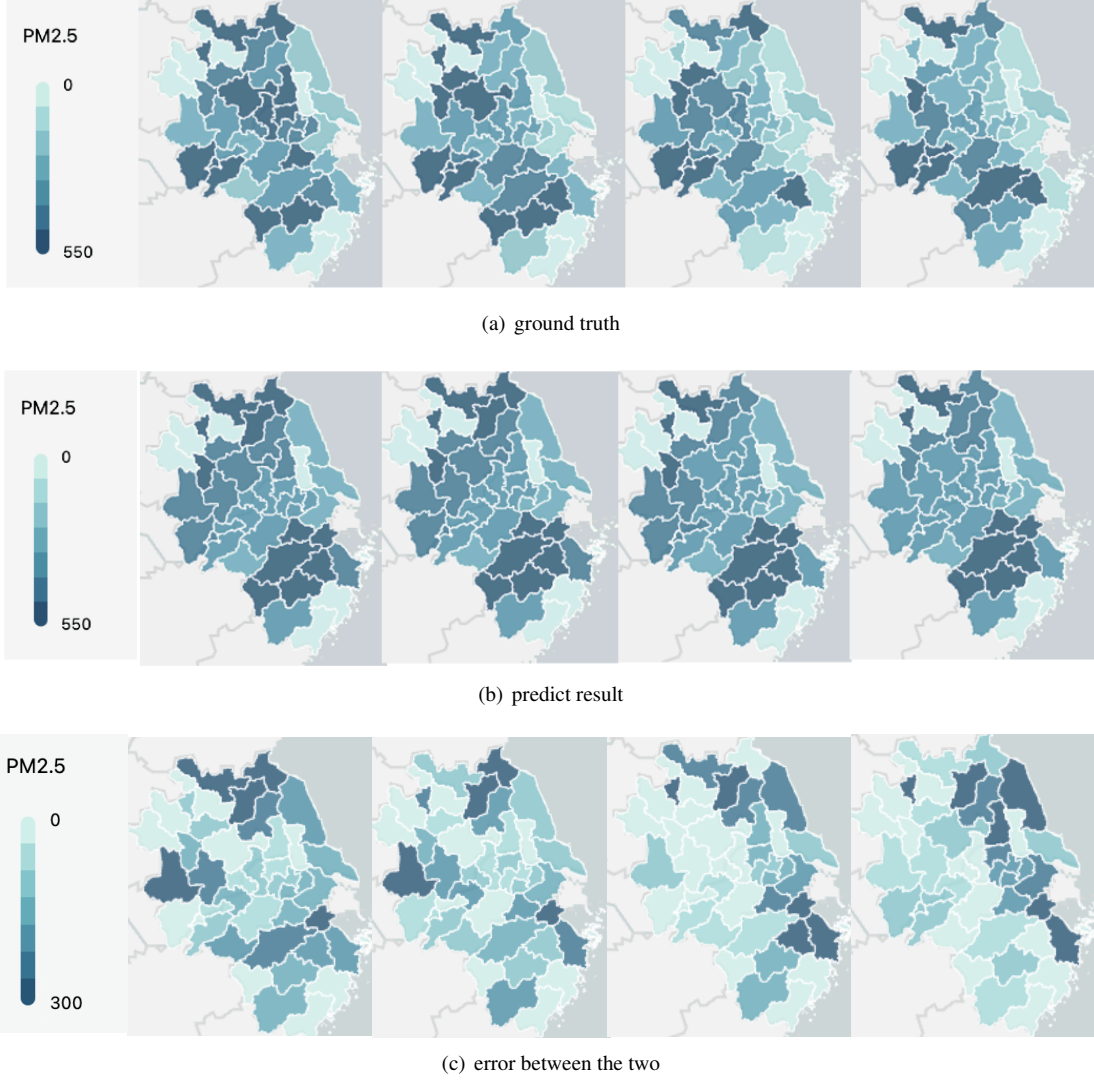 PM2.5
0
550
(a) ground truth
PM2.5
0
550
(b) predict result
PM2.5
0
300
(c) error between the two